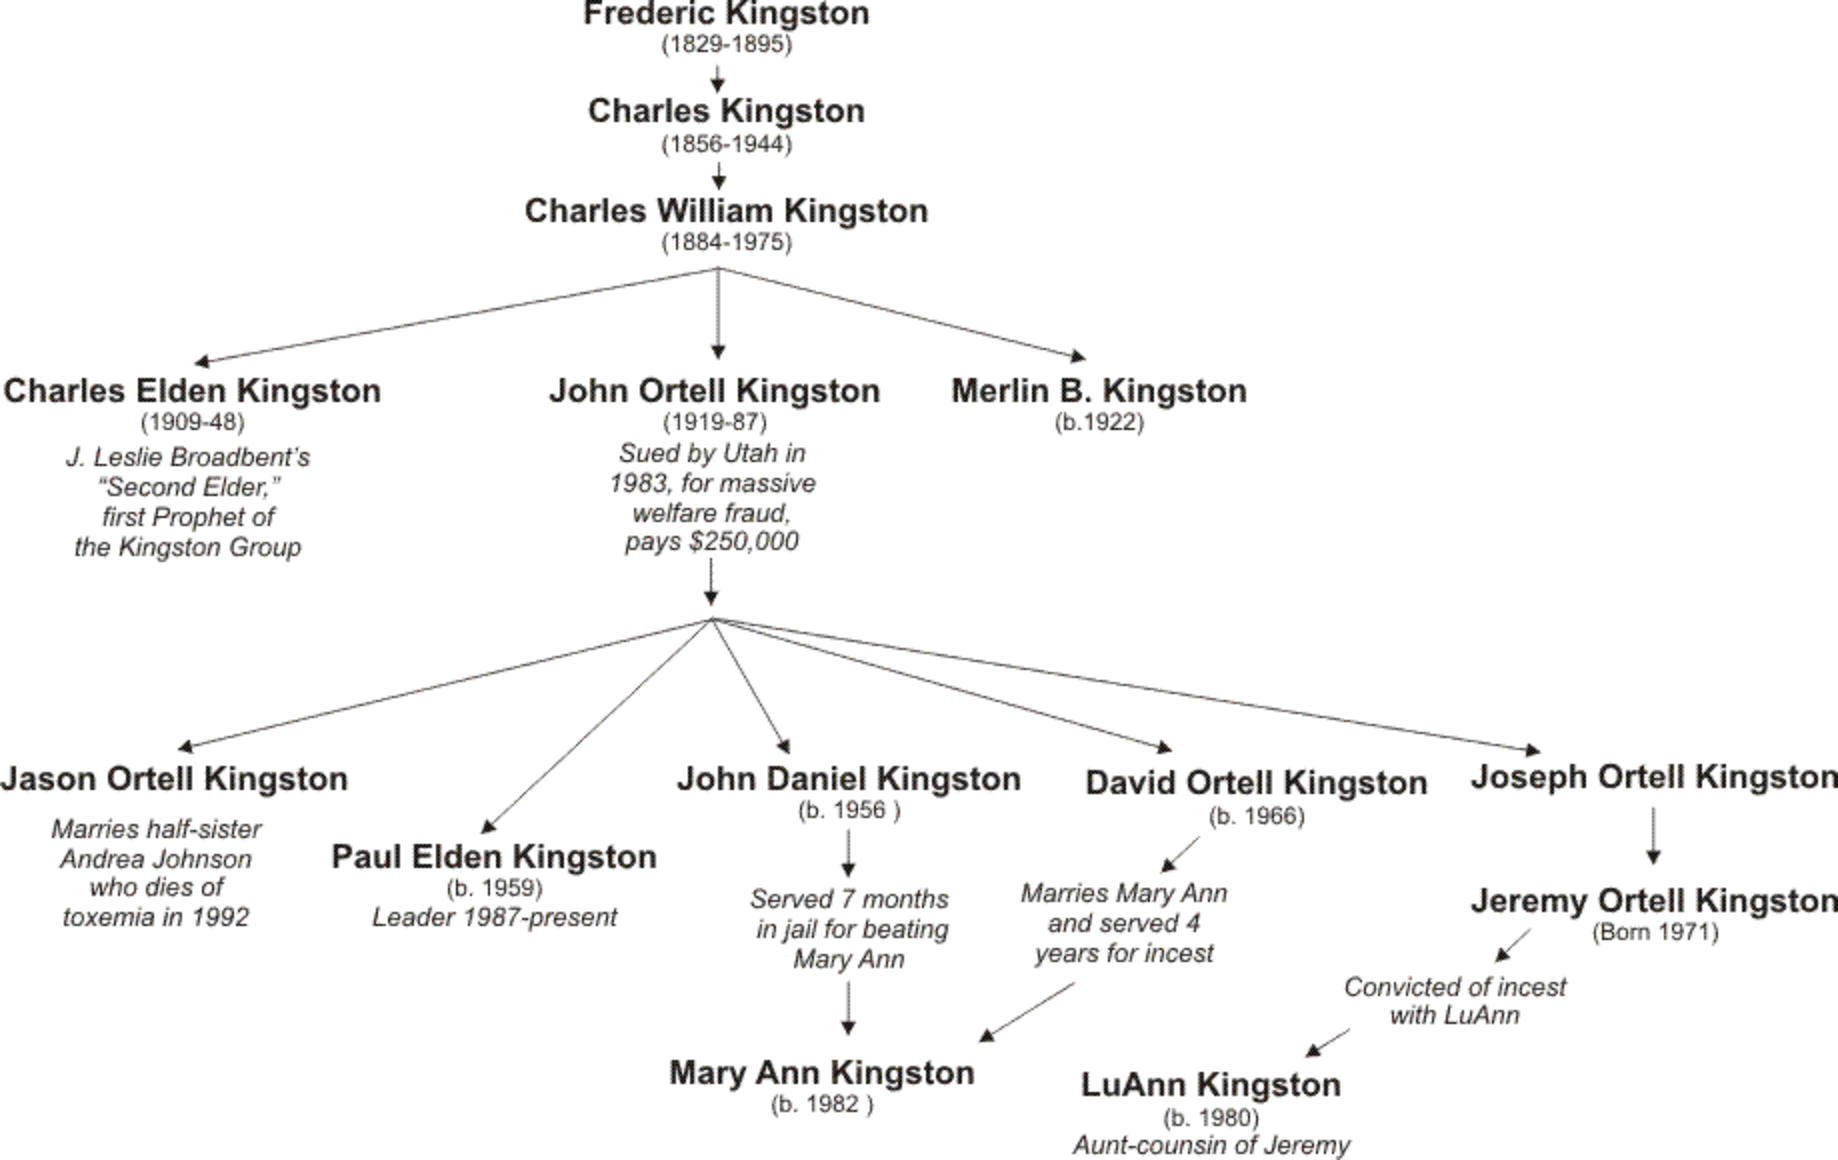 Frederic Kingston
(1829-1895)
Charles Kingston
(1856-1944)
Charles William Kingston
(1884-1975)
Charles Elden Kingston
(1909-48)
J. Leslie Broadbent's
“Second Elder,”
first Prophet of
the Kingston Group
John Ortell Kingston
(1919-87)
Sued by Utah in
1983, for massive
welfare fraud,
pays $250,000
Merlin B. Kingston
(b.1922)
Jason Ortell Kingston
Marries half-sister
Andrea Johnson
who dies of
toxemia in 1992
Paul Elden Kingston
(b. 1959)
Leader 1987-present
John Daniel Kingston
(b. 1956 )
Served 7 months
in jail for beating
Mary Ann
David Ortell Kingston
(b. 1966)
Marries Mary Ann
and served 4
years for incest
Mary Ann Kingston
(b. 1982 )
Joseph Ortell Kingston
Jeremy Ortell Kingston
(Born 1971)
Convicted of incest
with LuAnn
LuAnn Kingston
(b. 1980)
Aunt-counsin of Jeremy